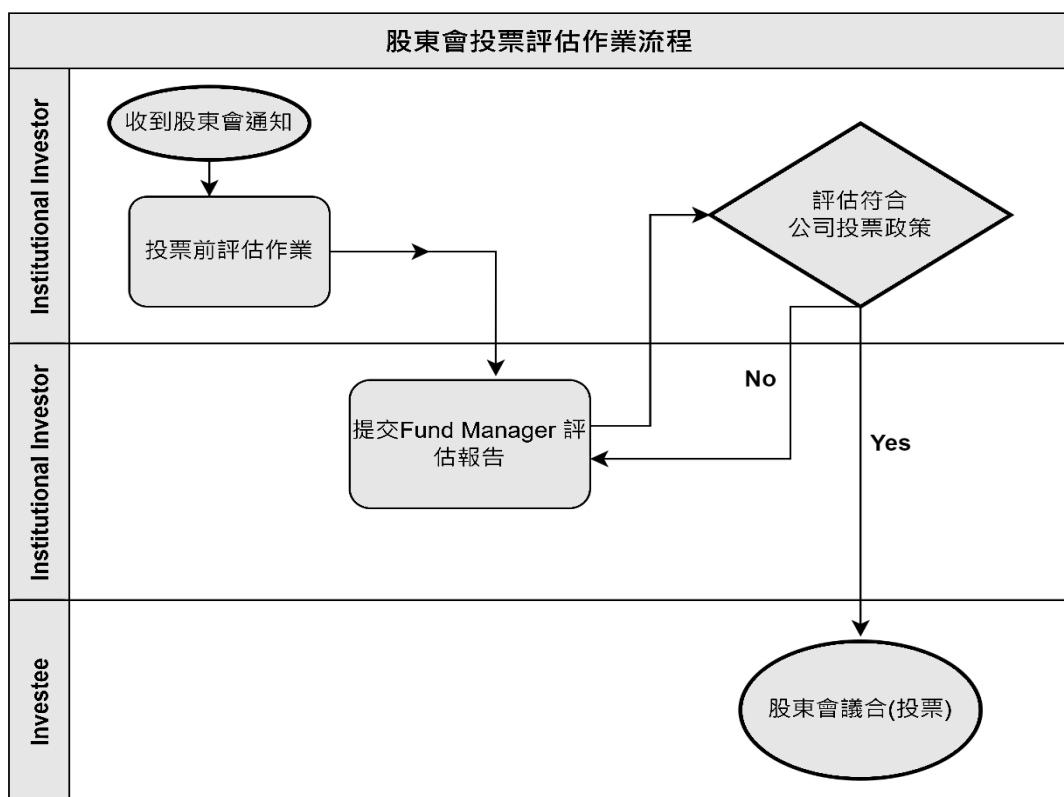 股東會投票評估作業流程
Institutional Investor
收到股東會通知
投票前評估作業
評估符合
公司投票政策
Institutional Investor
提交Fund Manager 評
估報告
No
Yes
Investee
股東會議合(投票)